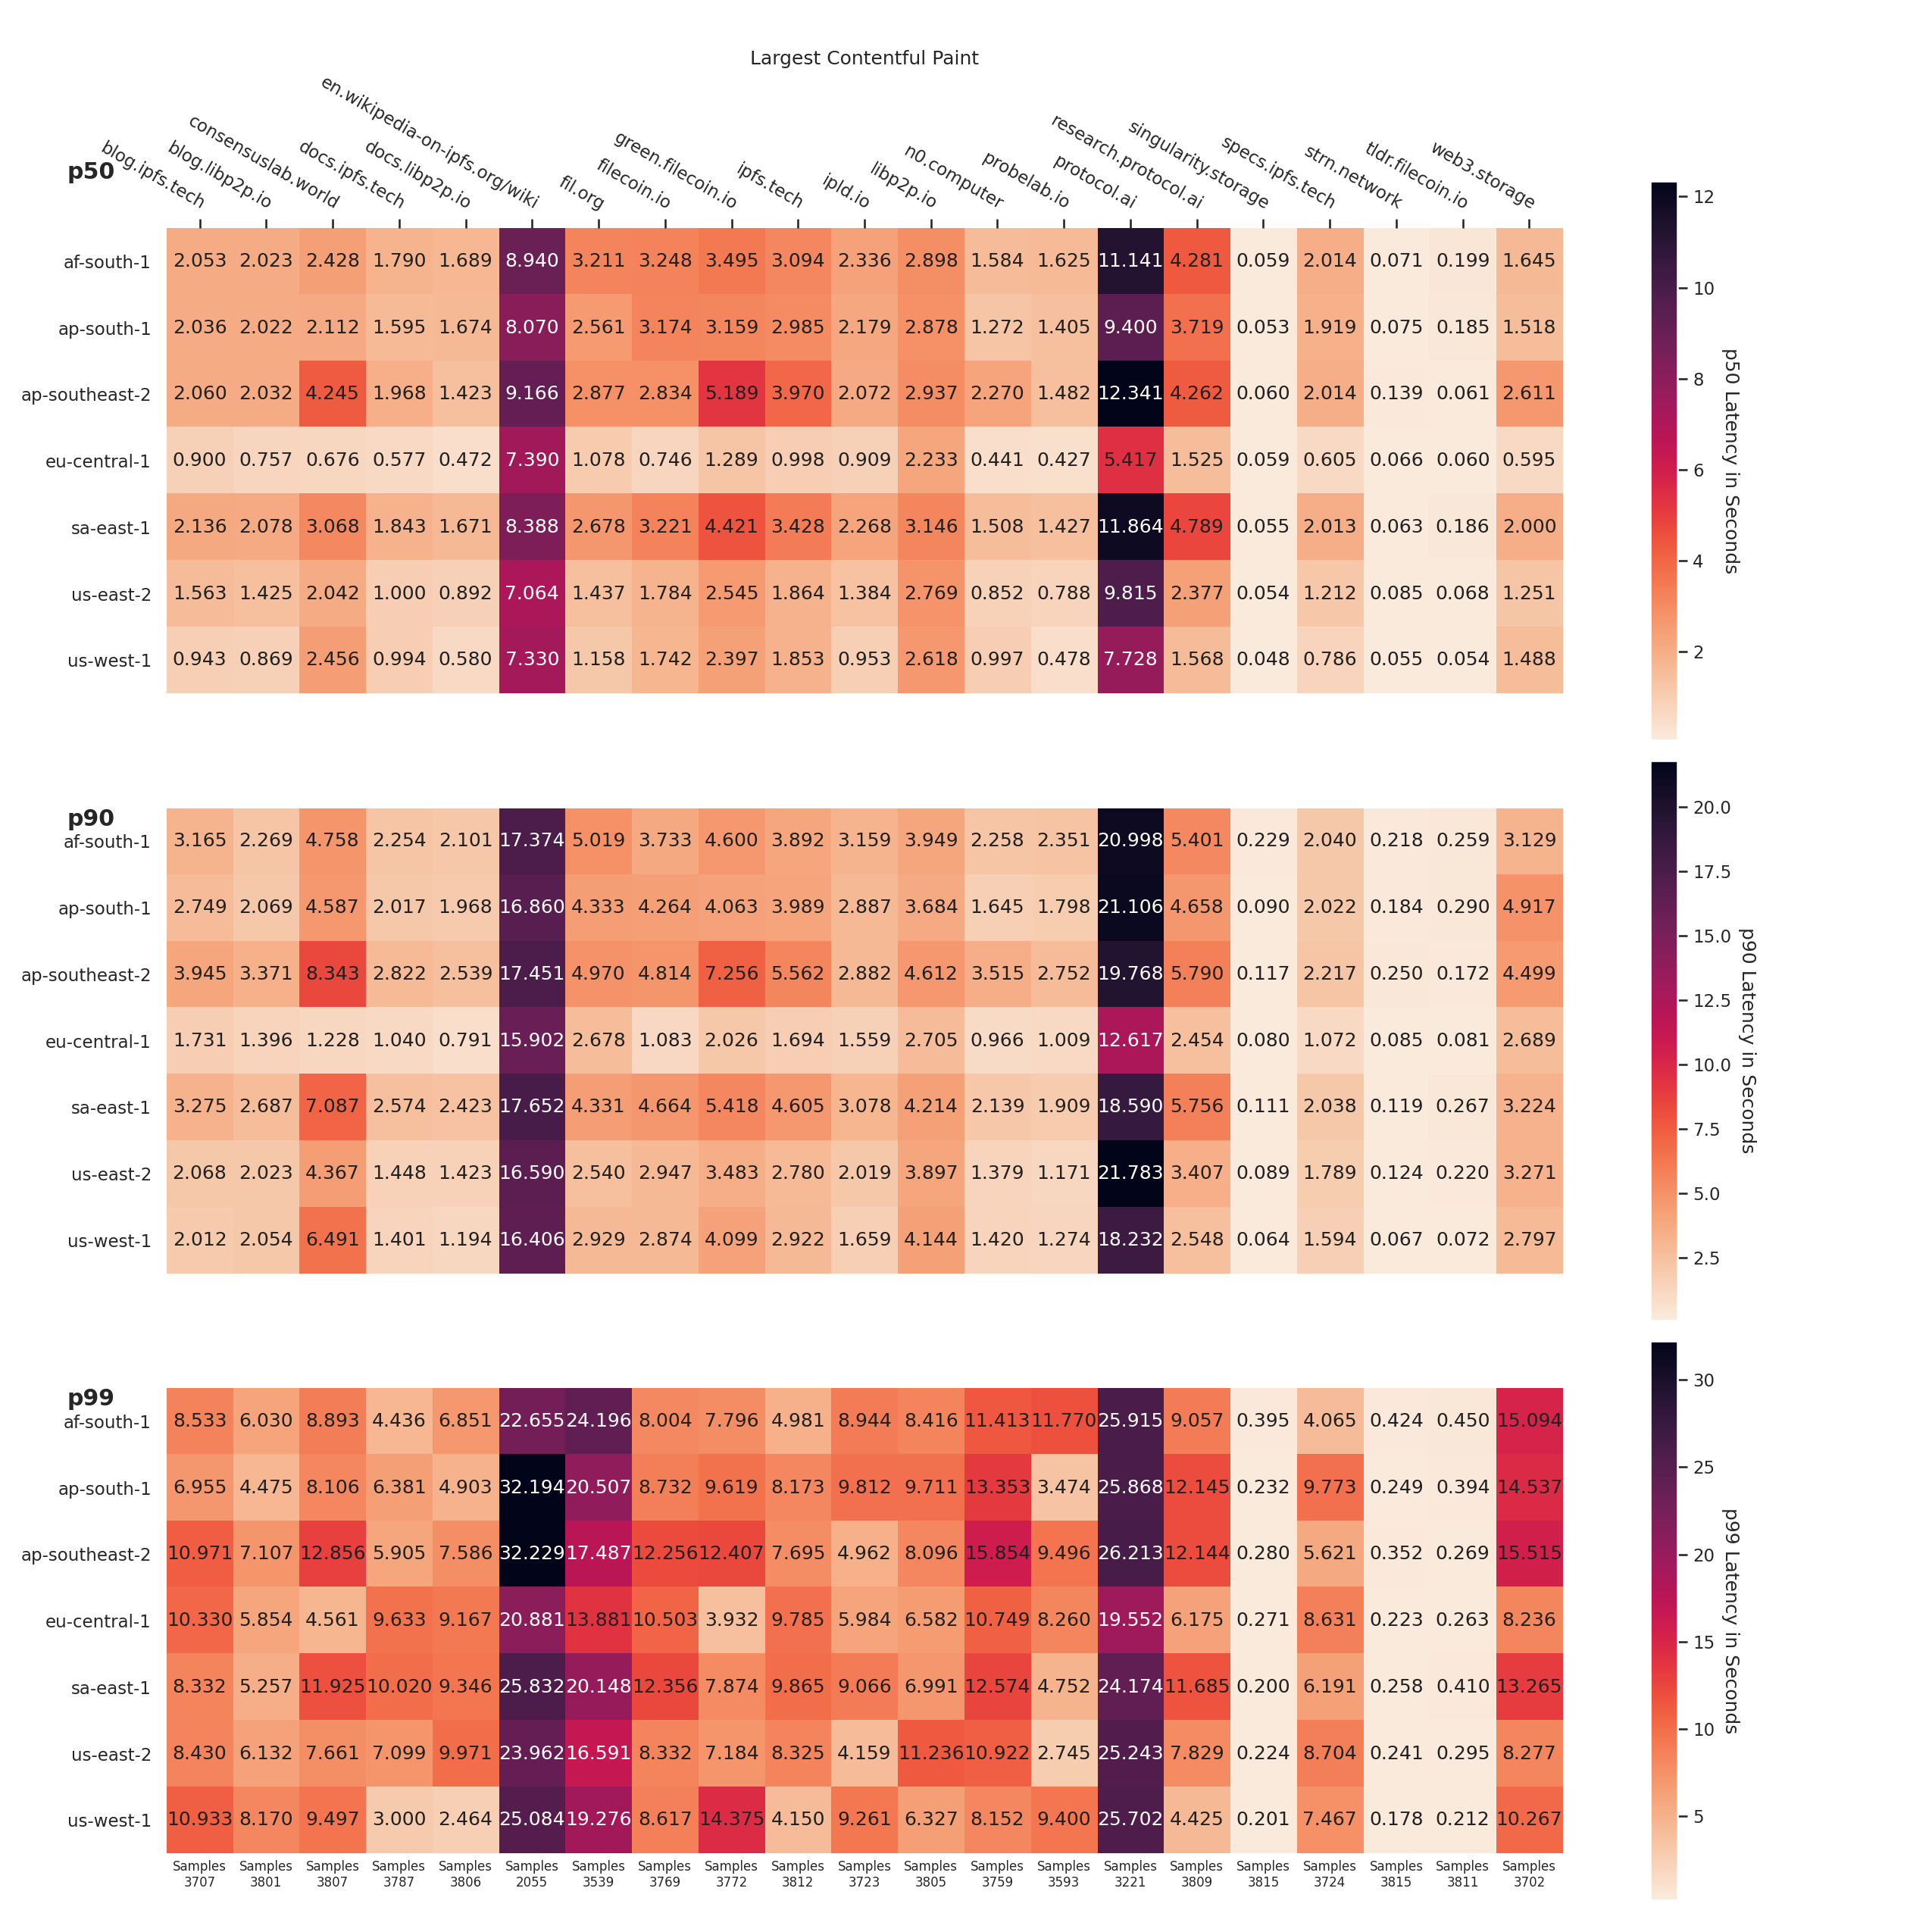 Largest Contentful Paint
p50
blog.ipfs.tech
blog.libp2p.io
consensuslab.world
docs.ipfs.tech
docs.libp2p.io
en.wikipedia-on-ipfs.org/wiki
fil.org
filecoin.io
green.filecoin.io
ipfs.tech
ipld.io
libp2p.io
n0.computer
probelab.io
protocol.ai
research.protocol.ai
singularity.storage
specs.ipfs.tech
strn.network
tldr.filecoin.io
web3.storage
af-south-1 2.053 2.023 2.428 1.790 1.689 8.940 3.211 3.248 3.495 3.094 2.336 2.898 1.584 1.625 11.141 4.281 0.059 2.014 0.071 0.199 1.645
ap-south-1 2.036 2.022 2.112 1.595 1.674 8.070 2.561 3.174 3.159 2.985 2.179 2.878 1.272 1.405 9.400 3.719 0.053 1.919 0.075 0.185 1.518
ap-southeast-2 2.060 2.032 4.245 1.968 1.423 9.166 2.877 2.834 5.189 3.970 2.072 2.937 2.270 1.482 12.341 4.262 0.060 2.014 0.139 0.061 2.611
eu-central-1 0.900 0.757 0.676 0.577 0.472 7.390 1.078 0.746 1.289 0.998 0.909 2.233 0.441 0.427 5.417 1.525 0.059 0.605 0.066 0.060 0.595
sa-east-1 2.136 2.078 3.068 1.843 1.671 8.388 2.678 3.221 4.421 3.428 2.268 3.146 1.508 1.427 11.864 4.789 0.055 2.013 0.063 0.186 2.000
us-east-2 1.563 1.425 2.042 1.000 0.892 7.064 1.437 1.784 2.545 1.864 1.384 2.769 0.852 0.788 9.815 2.377 0.054 1.212 0.085 0.068 1.251
us-west-1 0.943 0.869 2.456 0.994 0.580 7.330 1.158 1.742 2.397 1.853 0.953 2.618 0.997 0.478 7.728 1.568 0.048 0.786 0.055 0.054 1.488
12
10
8
6
4
2
p50 Latency in Seconds
p90
af-south-1 3.165 2.269 4.758 2.254 2.101 17.374 5.019 3.733 4.600 3.892 3.159 3.949 2.258 2.351 20.998 5.401 0.229 2.040 0.218 0.259 3.129
ap-south-1 2.749 2.069 4.587 2.017 1.968 16.860 4.333 4.264 4.063 3.989 2.887 3.684 1.645 1.798 21.106 4.658 0.090 2.022 0.184 0.290 4.917
ap-southeast-2 3.945 3.371 8.343 2.822 2.539 17.451 4.970 4.814 7.256 5.562 2.882 4.612 3.515 2.752 19.768 5.790 0.117 2.217 0.250 0.172 4.499
eu-central-1 1.731 1.396 1.228 1.040 0.791 15.902 2.678 1.083 2.026 1.694 1.559 2.705 0.966 1.009 12.617 2.454 0.080 1.072 0.085 0.081 2.689
sa-east-1 3.275 2.687 7.087 2.574 2.423 17.652 4.331 4.664 5.418 4.605 3.078 4.214 2.139 1.909 18.590 5.756 0.111 2.038 0.119 0.267 3.224
us-east-2 2.068 2.023 4.367 1.448 1.423 16.590 2.540 2.947 3.483 2.780 2.019 3.897 1.379 1.171 21.783 3.407 0.089 1.789 0.124 0.220 3.271
us-west-1 2.012 2.054 6.491 1.401 1.194 16.406 2.929 2.874 4.099 2.922 1.659 4.144 1.420 1.274 18.232 2.548 0.064 1.594 0.067 0.072 2.797
20.0
17.5
15.0
12.5
10.0
7.5
5.0
2.5
p90 Latency in Seconds
p99
af-south-1 8.533 6.030 8.893 4.436 6.851 22.655 24.196 8.004 7.796 4.981 8.944 8.416 11.413 11.770 25.915 9.057 0.395 4.065 0.424 0.450 15.094
ap-south-1 6.955 4.475 8.106 6.381 4.903 32.194 20.507 8.732 9.619 8.173 9.812 9.711 13.353 3.474 25.868 12.145 0.232 9.773 0.249 0.394 14.537
ap-southeast-2 10.971 7.107 12.856 5.905 7.586 32.229 17.487 12.256 12.407 7.695 4.962 8.096 15.854 9.496 26.213 12.144 0.280 5.621 0.352 0.269 15.515
eu-central-1 10.330 5.854 4.561 9.633 9.167 20.881 13.881 10.503 3.932 9.785 5.984 6.582 10.749 8.260 19.552 6.175 0.271 8.631 0.223 0.263 8.236
sa-east-1 8.332 5.257 11.925 10.020 9.346 25.832 20.148 12.356 7.874 9.865 9.066 6.991 12.574 4.752 24.174 11.685 0.200 6.191 0.258 0.410 13.265
us-east-2 8.430 6.132 7.661 7.099 9.971 23.962 16.591 8.332 7.184 8.325 4.159 11.236 10.922 2.745 25.243 7.829 0.224 8.704 0.241 0.295 8.277
us-west-1 10.933 8.170 9.497 3.000 2.464 25.084 19.276 8.617 14.375 4.150 9.261 6.327 8.152 9.400 25.702 4.425 0.201 7.467 0.178 0.212 10.267
Samples Samples Samples Samples Samples Samples Samples Samples Samples Samples Samples Samples Samples Samples Samples Samples Samples Samples Samples Samples Samples
3707 3801 3807 3787 3806 2055 3539 3769 3772 3812 3723 3805 3759 3593 3221 3809 3815 3724 3815 3811 3702
30
25
20
15
10
5
p99 Latency in Seconds